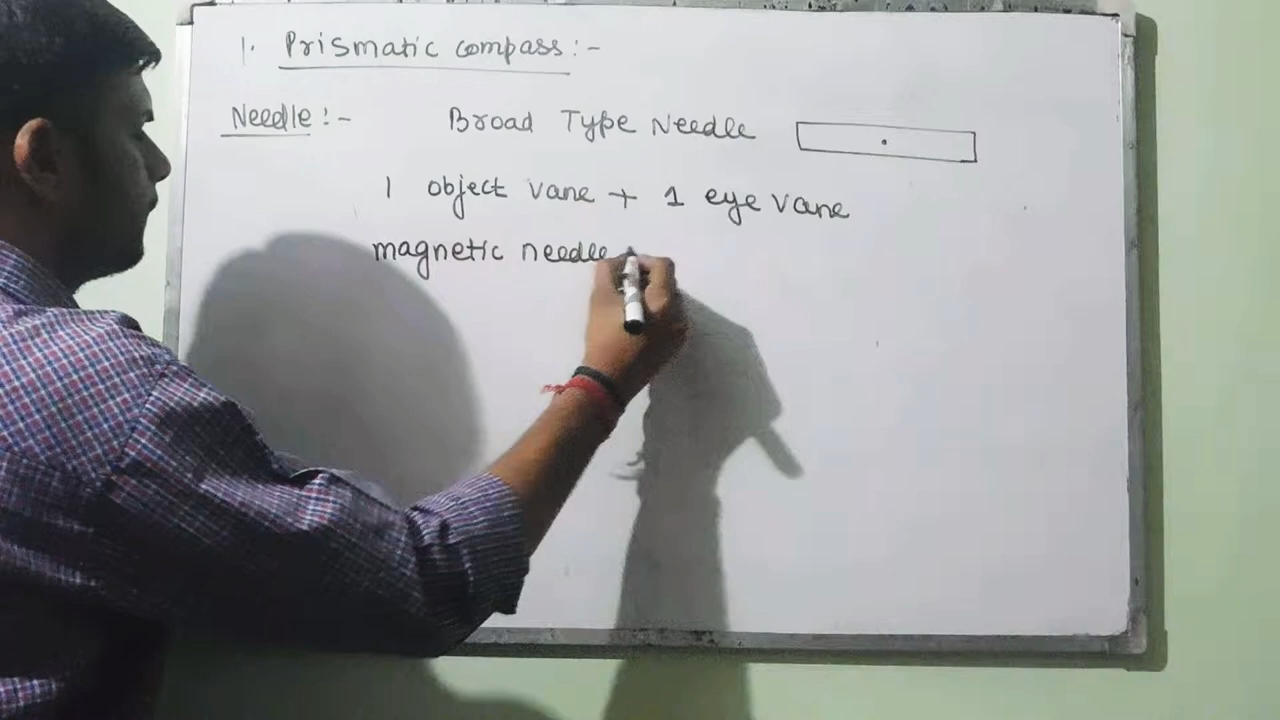 1. Prismatic compass:-
Needle:- Broad Type Needle
1 object vane + 1 eye vane
magnetic needle